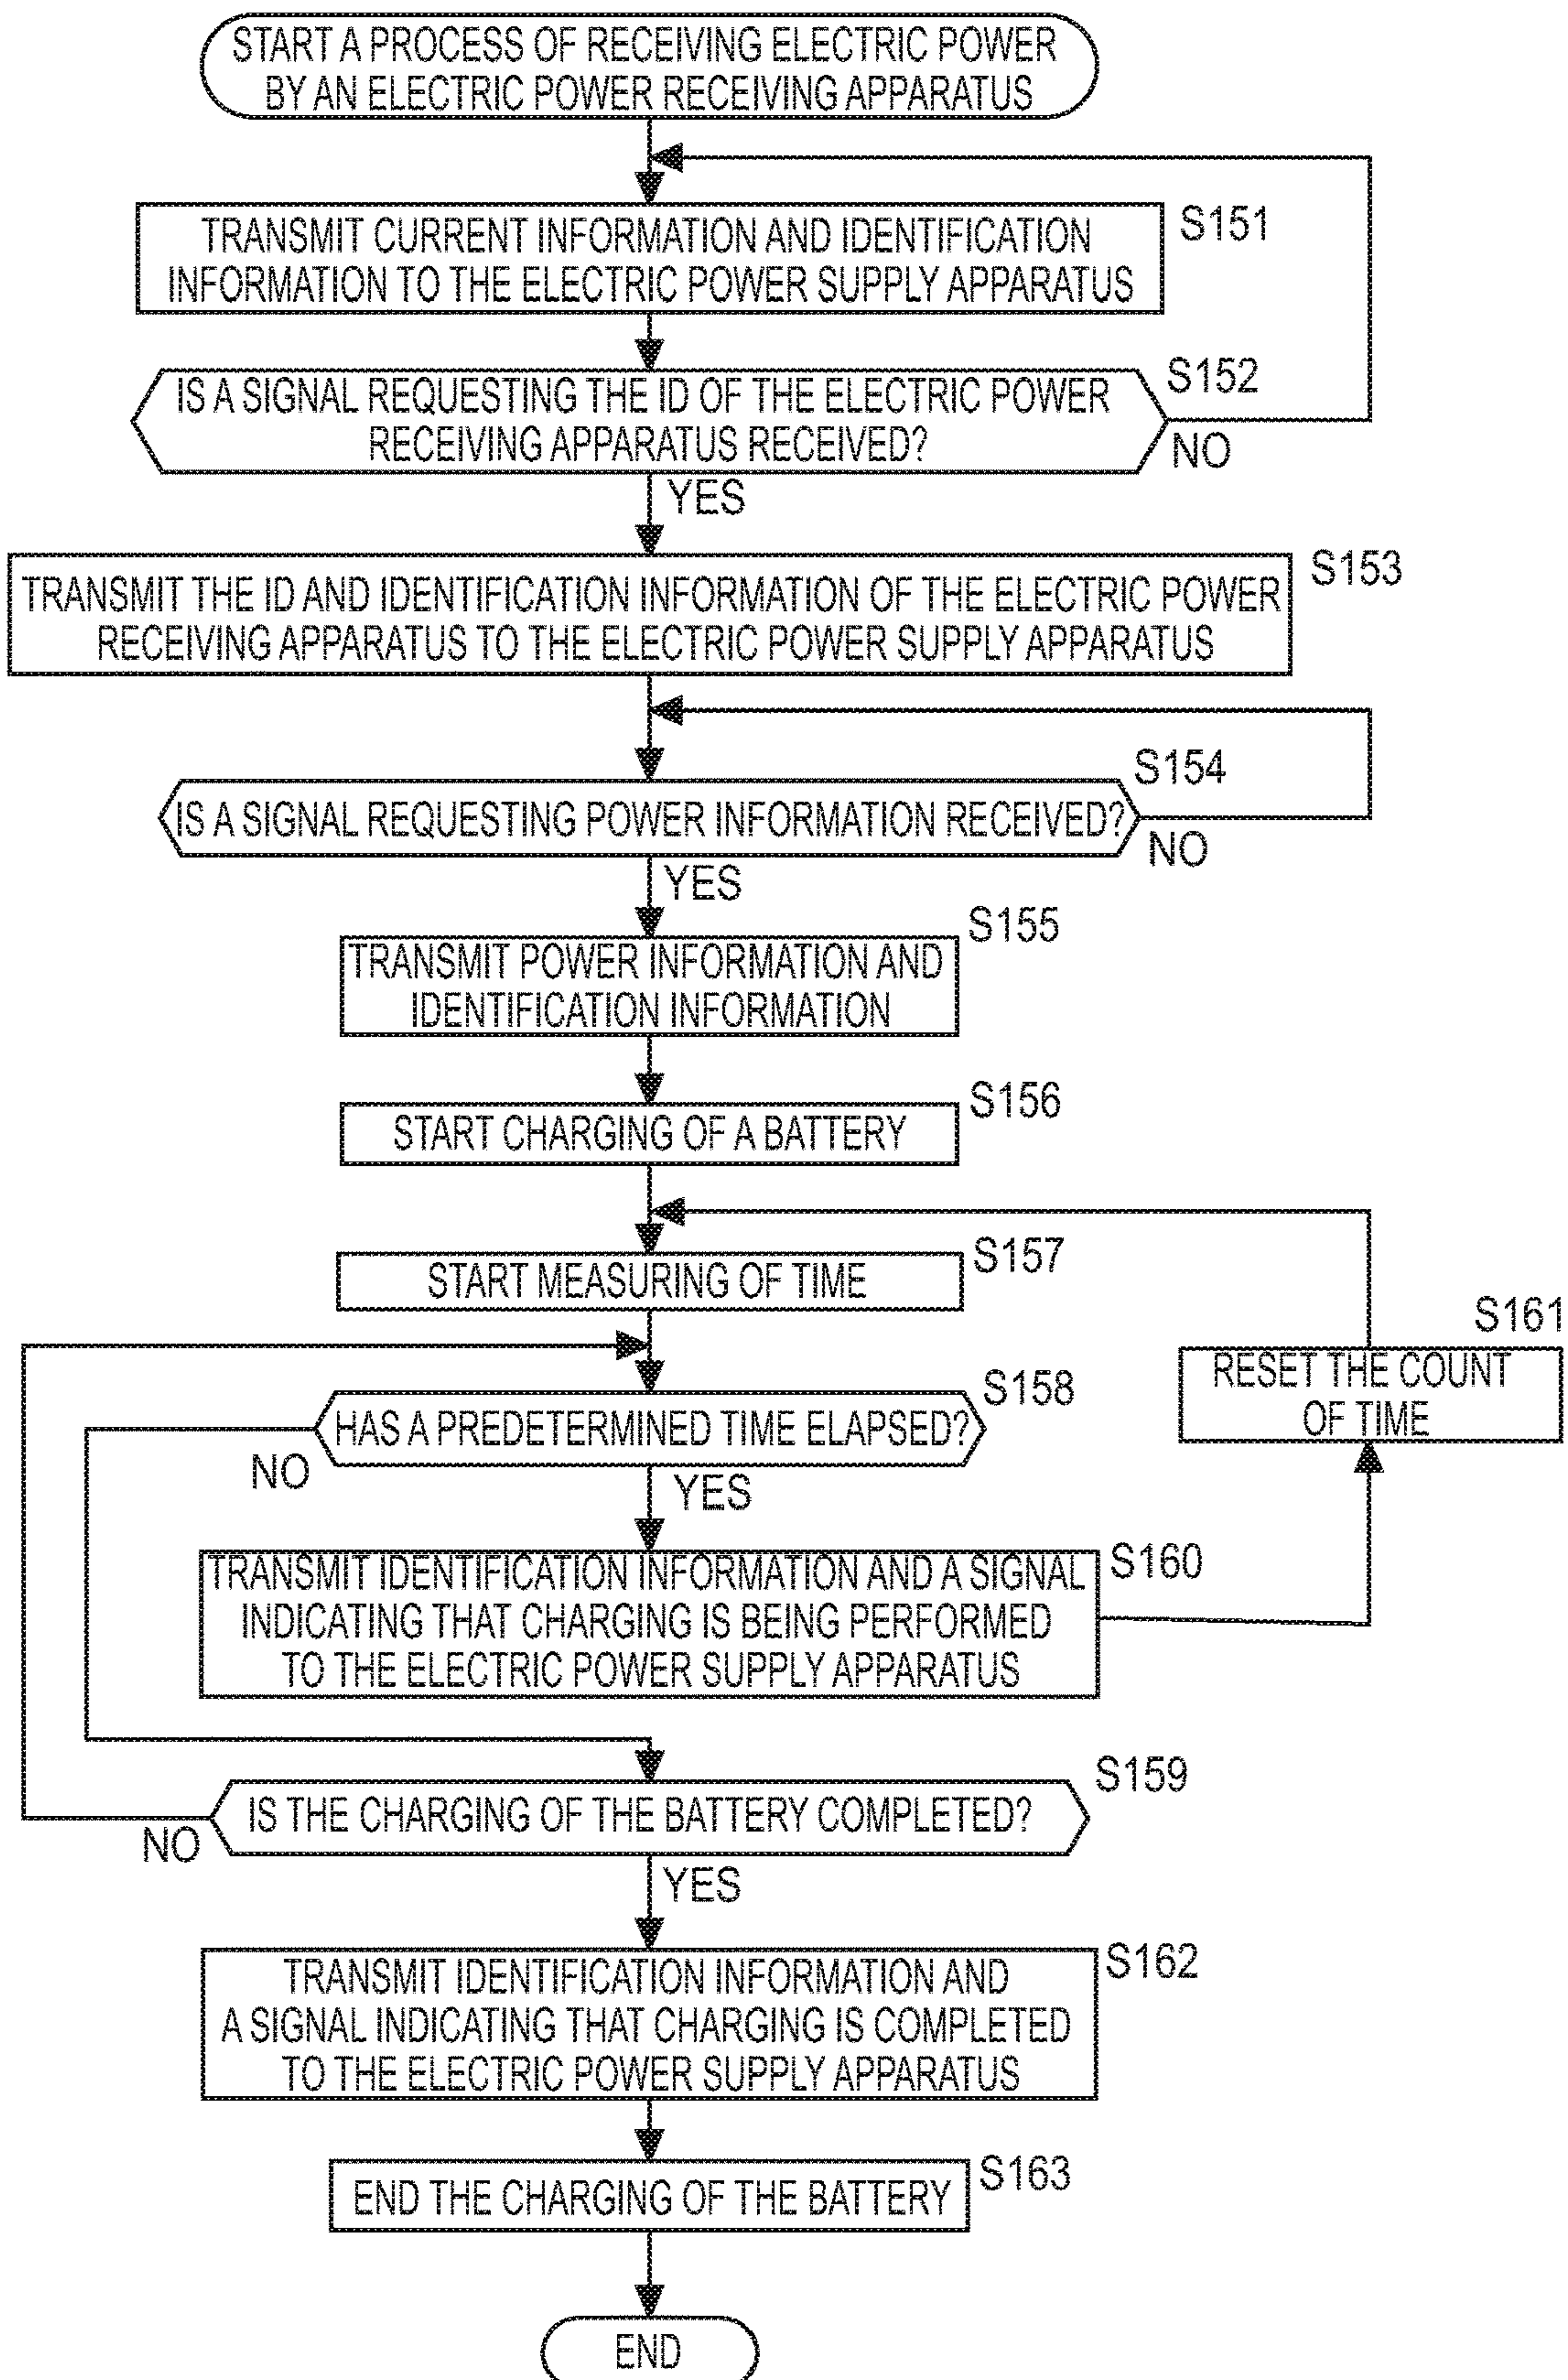 START A PROCESS OF RECEIVING ELECTRIC POWER
BY AN ELECTRIC POWER RECEIVING APPARATUS
S151
TRANSMIT CURRENT INFORMATION AND IDENTIFICATION
INFORMATION TO THE ELECTRIC POWER SUPPLY APPARATUS
S152
IS A SIGNAL REQUESTING THE ID OF THE ELECTRIC POWER
RECEIVING APPARATUS RECEIVED?
NO
YES
S153
TRANSMIT THE ID AND IDENTIFICATION INFORMATION OF THE ELECTRIC POWER
RECEIVING APPARATUS TO THE ELECTRIC POWER SUPPLY APPARATUS
S154
IS A SIGNAL REQUESTING POWER INFORMATION RECEIVED?
NO
YES
S155
TRANSMIT POWER INFORMATION AND
IDENTIFICATION INFORMATION
S156
START CHARGING OF A BATTERY
S157
START MEASURING OF TIME
S161
RESET THE COUNT
OF TIME
S158
HAS A PREDETERMINED TIME ELAPSED?
NO
YES
S160
TRANSMIT IDENTIFICATION INFORMATION AND A SIGNAL
INDICATING THAT CHARGING IS BEING PERFORMED
TO THE ELECTRIC POWER SUPPLY APPARATUS
S159
IS THE CHARGING OF THE BATTERY COMPLETED?
NO
YES
S162
TRANSMIT IDENTIFICATION INFORMATION AND
A SIGNAL INDICATING THAT CHARGING IS COMPLETED
TO THE ELECTRIC POWER SUPPLY APPARATUS
S163
END THE CHARGING OF THE BATTERY
END